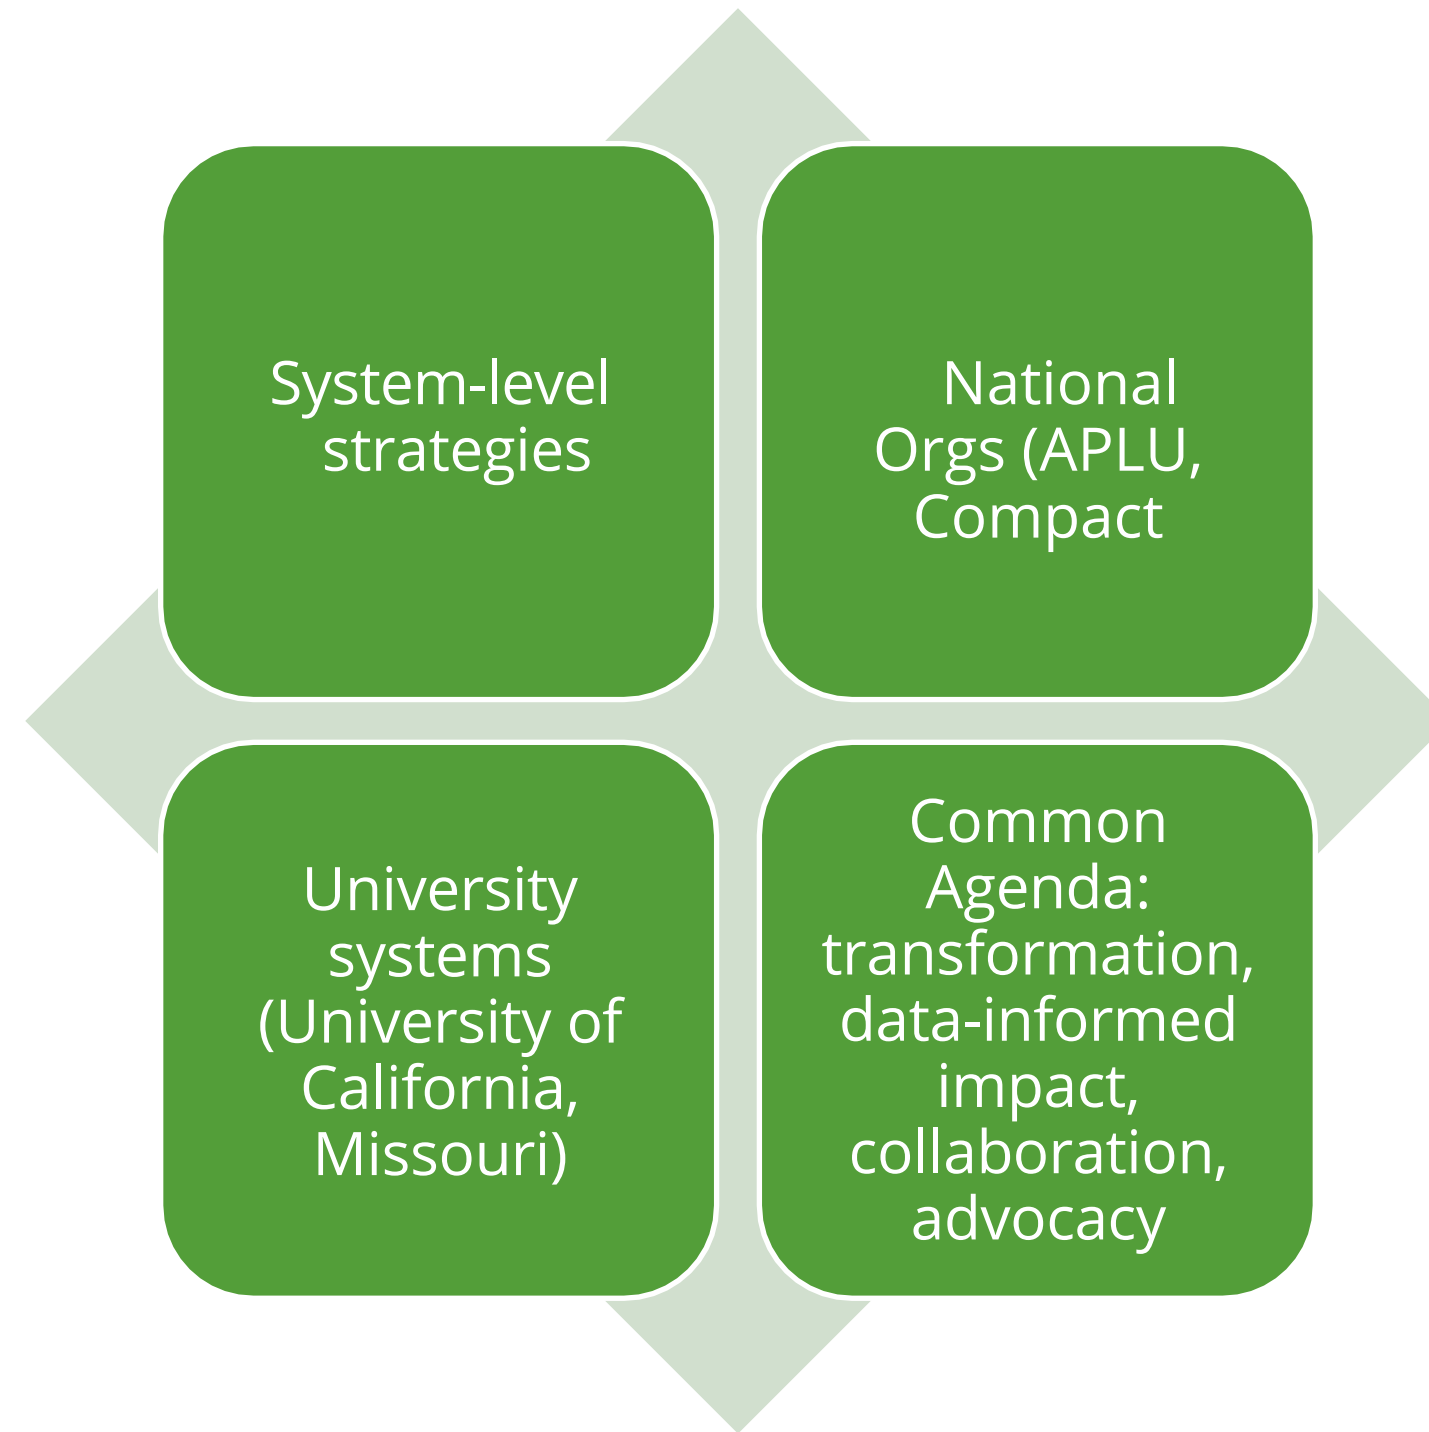 System-level
strategies
National
Orgs (APLU,
Compact
University
systems
(University of
California,
Missouri)
Common
Agenda:
transformation,
data-informed
impact,
collaboration,
advocacy